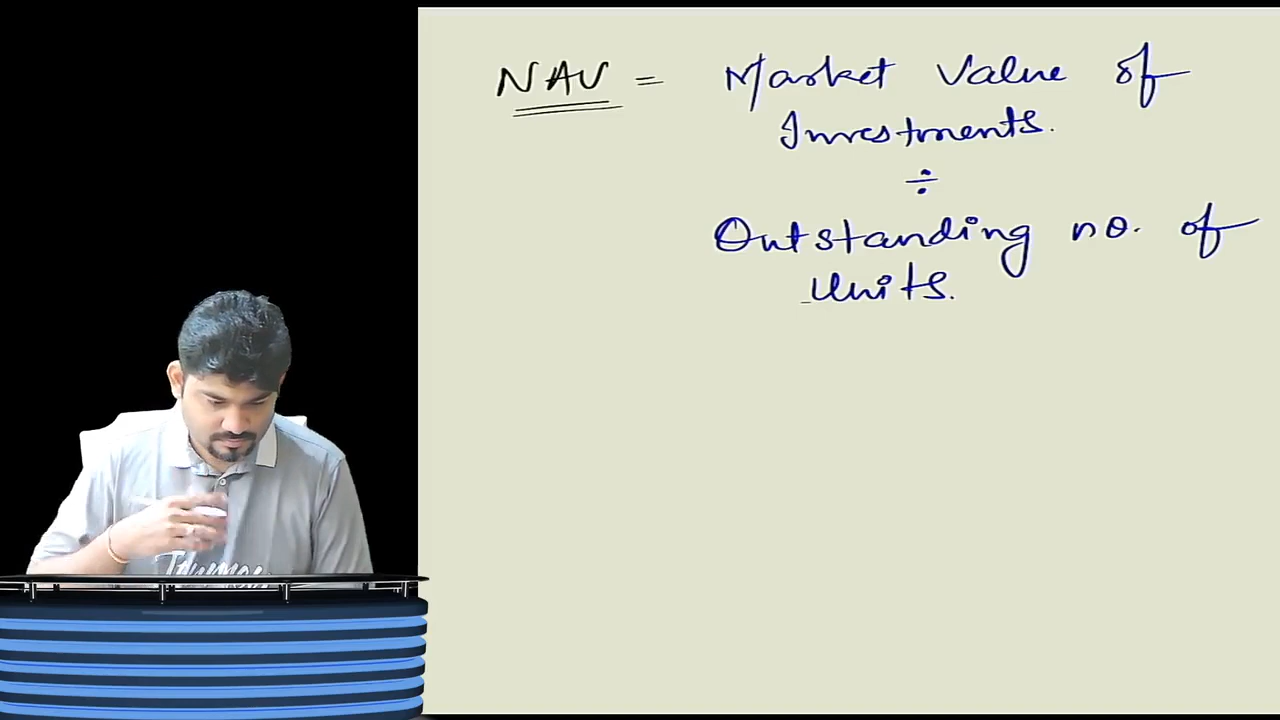 NAV = Market Value of
Investments.
÷
Outstanding no. of
Units.